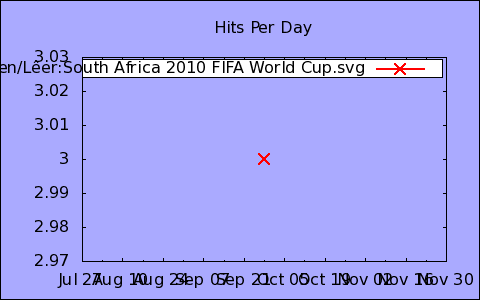 Hits Per Day
en/Lêer:South Africa 2010 FIFA World Cup.svg
3.03
3.02
3.01
3
2.99
2.98
2.97
Jul 27 Aug 10 Aug 24 Sep 07 Sep 21 Oct 05 Oct 19 Nov 02 Nov 16 Nov 30